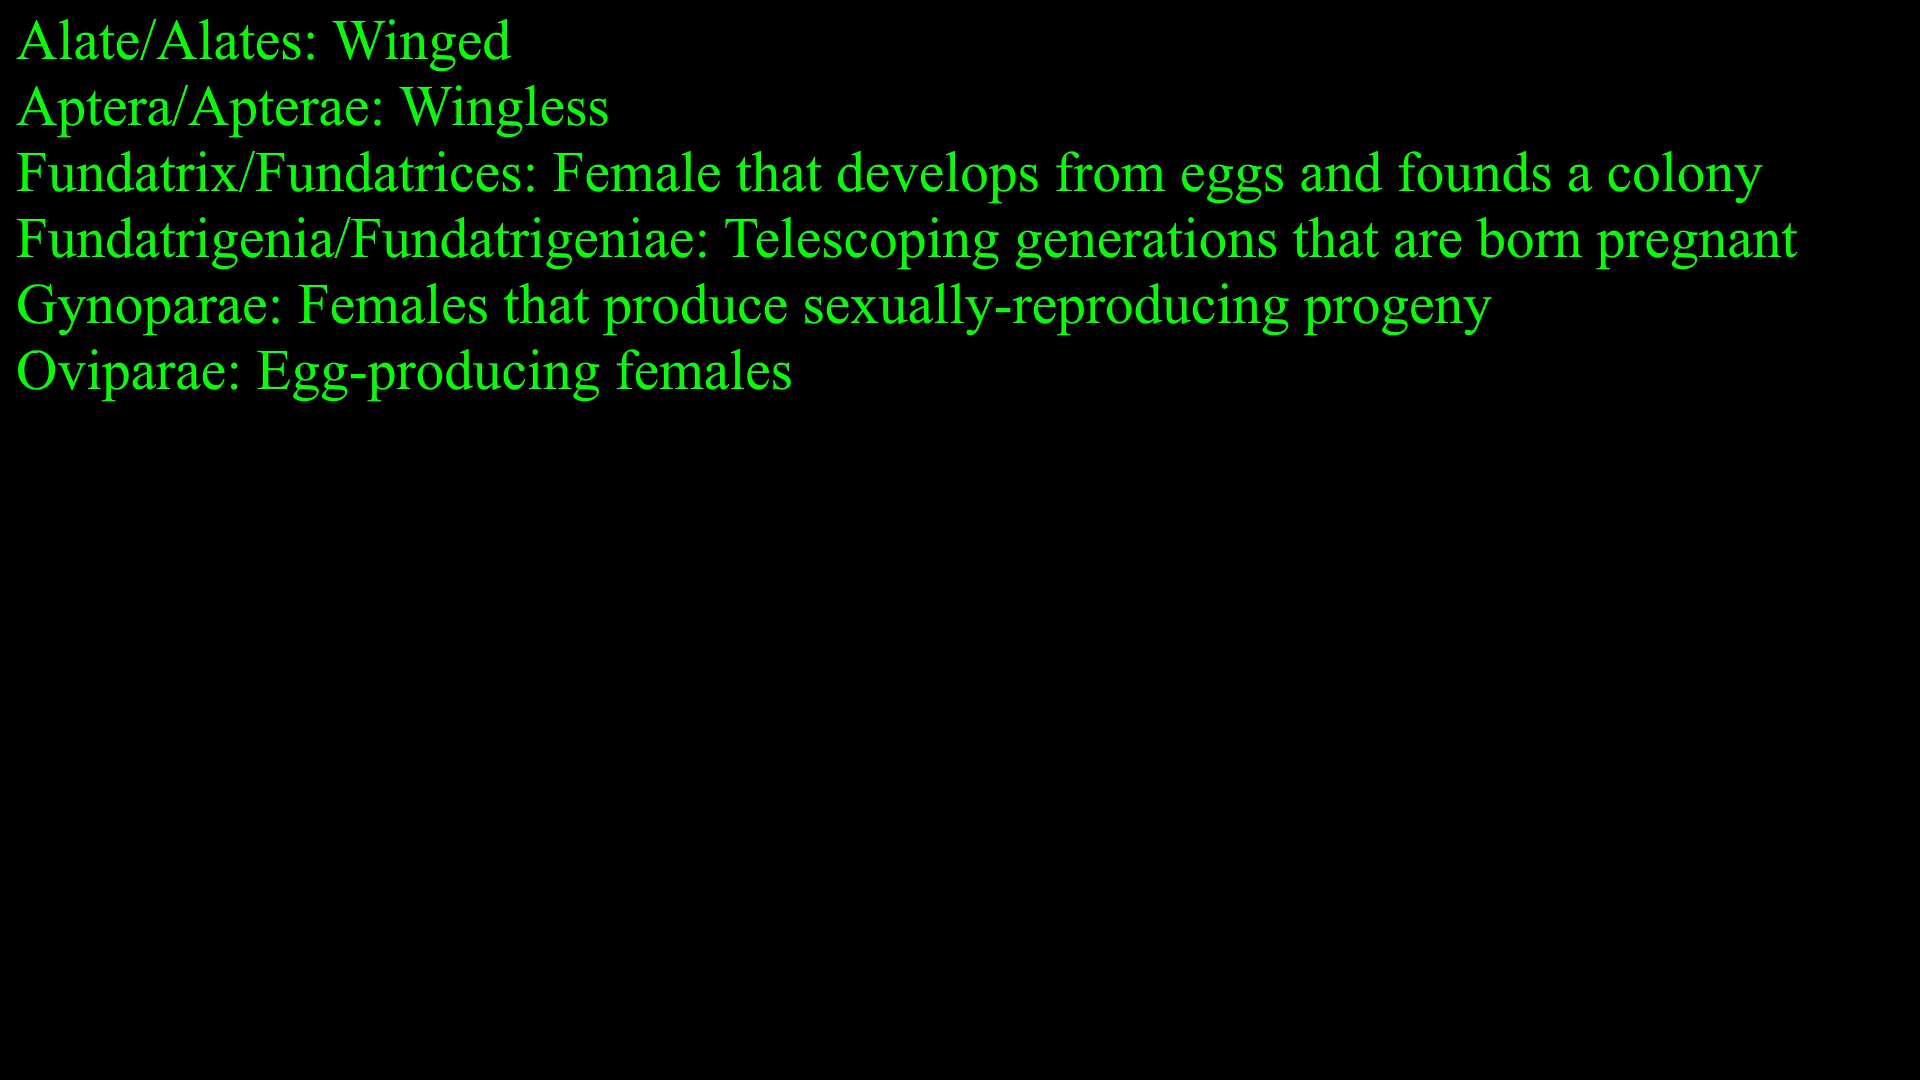 Alate/Alates: Winged
Aptera/Apterae: Wingless
Fundatrix/Fundatrices: Female that develops from eggs and founds a colony
Fundatrigenia/Fundatrigeniae: Telescoping generations that are born pregnant
Gynoparae: Females that produce sexually-reproducing progeny
Oviparae: Egg-producing females